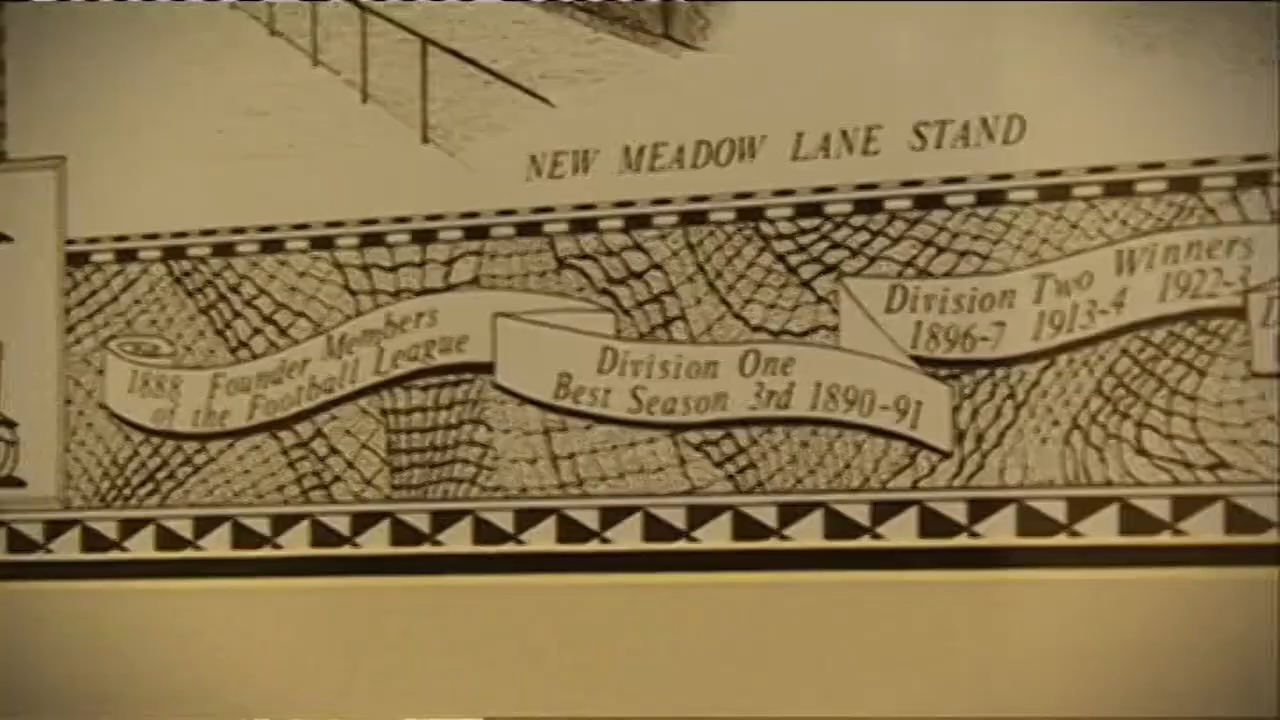 NEW MEADOW LANE STAND
1888 Founder Members
of the Football League
Division One
Best Season 3rd 1890-91
Division Two Winners
1896-7 1913-4 1922-3